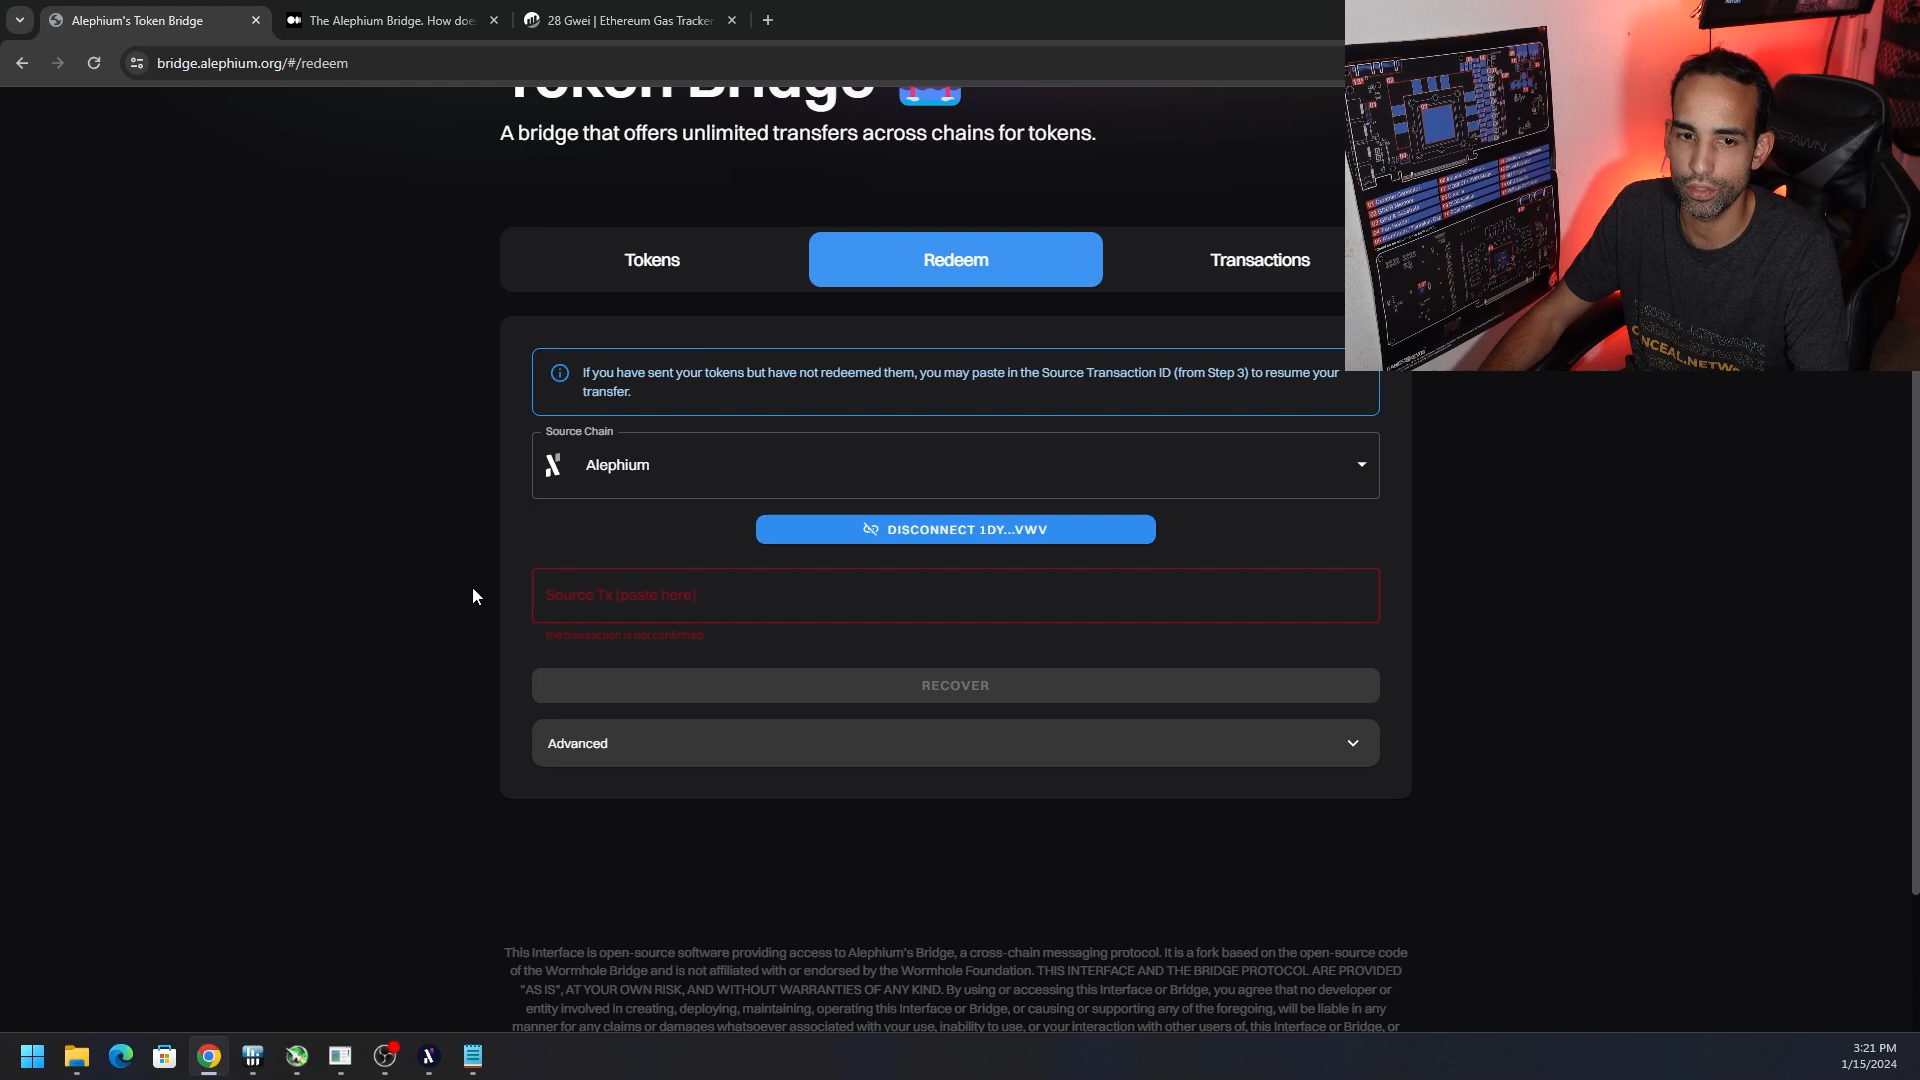 Alephium's Token Bridge
The Alephium Bridge. How doe
28 Gwei | Ethereum Gas Tracker
bridge.alephium.org/#/redeem
Token Bridge
A bridge that offers unlimited transfers across chains for tokens.
Tokens
Redeem
Transactions
If you have sent your tokens but have not redeemed them, you may paste in the Source Transaction ID (from Step 3) to resume your
transfer.
Source Chain
Alephium
DISCONNECT 1DY...VWV
Source Tx (paste here)
the transaction is not confirmed
RECOVER
Advanced
This Interface is open-source software providing access to Alephium's Bridge, a cross-chain messaging protocol. It is a fork based on the open-source code
of the Wormhole Bridge and is not affiliated with or endorsed by the Wormhole Foundation. THIS INTERFACE AND THE BRIDGE PROTOCOL ARE PROVIDED
"AS IS", AT YOUR OWN RISK, AND WITHOUT WARRANTIES OF ANY KIND. By using or accessing this Interface or Bridge, you agree that no developer or
entity involved in creating, deploying, maintaining, operating this Interface or Bridge, or causing or supporting any of the foregoing, will be liable in any
manner for any claims or damages whatsoever associated with your use, inability to use, or your interaction with other users of, this Interface or Bridge, or
3:21 PM
1/15/2024